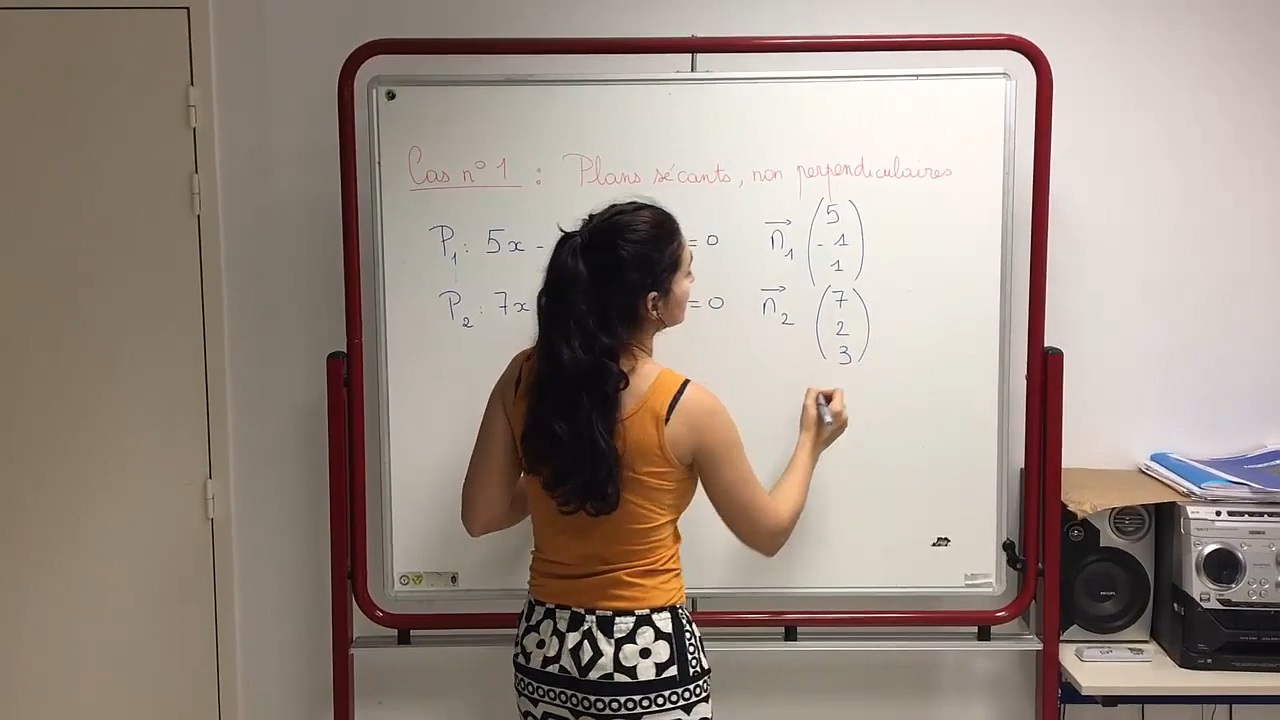 Cas n° 1 : Plans sécants, non perpendiculaires
P₁ : 5x - = 0 n₁→ (5
-1
1)
P₂ : 7x = 0 n₂→ (7
2
3)
PHILIPS